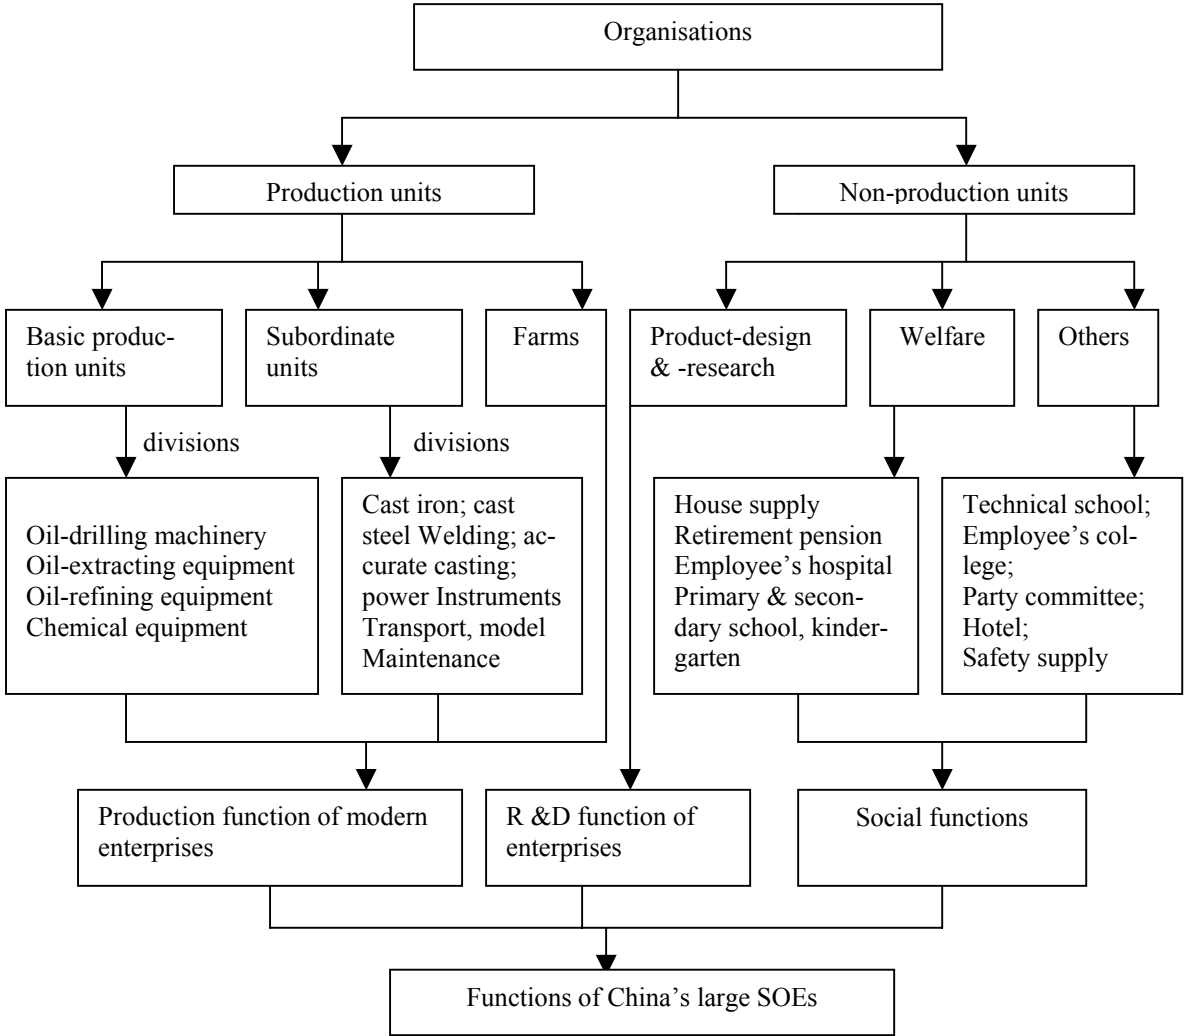 Organisations
Production units
Non-production units
Basic produc-
tion units
Subordinate
units
Farms
Product-design
& -research
Welfare
Others
divisions
divisions
Oil-drilling machinery
Oil-extracting equipment
Oil-refining equipment
Chemical equipment
Cast iron; cast
steel Welding; ac-
curate casting;
power Instruments
Transport, model
Maintenance
House supply
Retirement pension
Employee's hospital
Primary & secon-
dary school, kinder-
garten
Technical school;
Employee's col-
lege;
Party committee;
Hotel;
Safety supply
Production function of modern
enterprises
R &D function of
enterprises
Social functions
Functions of China's large SOEs